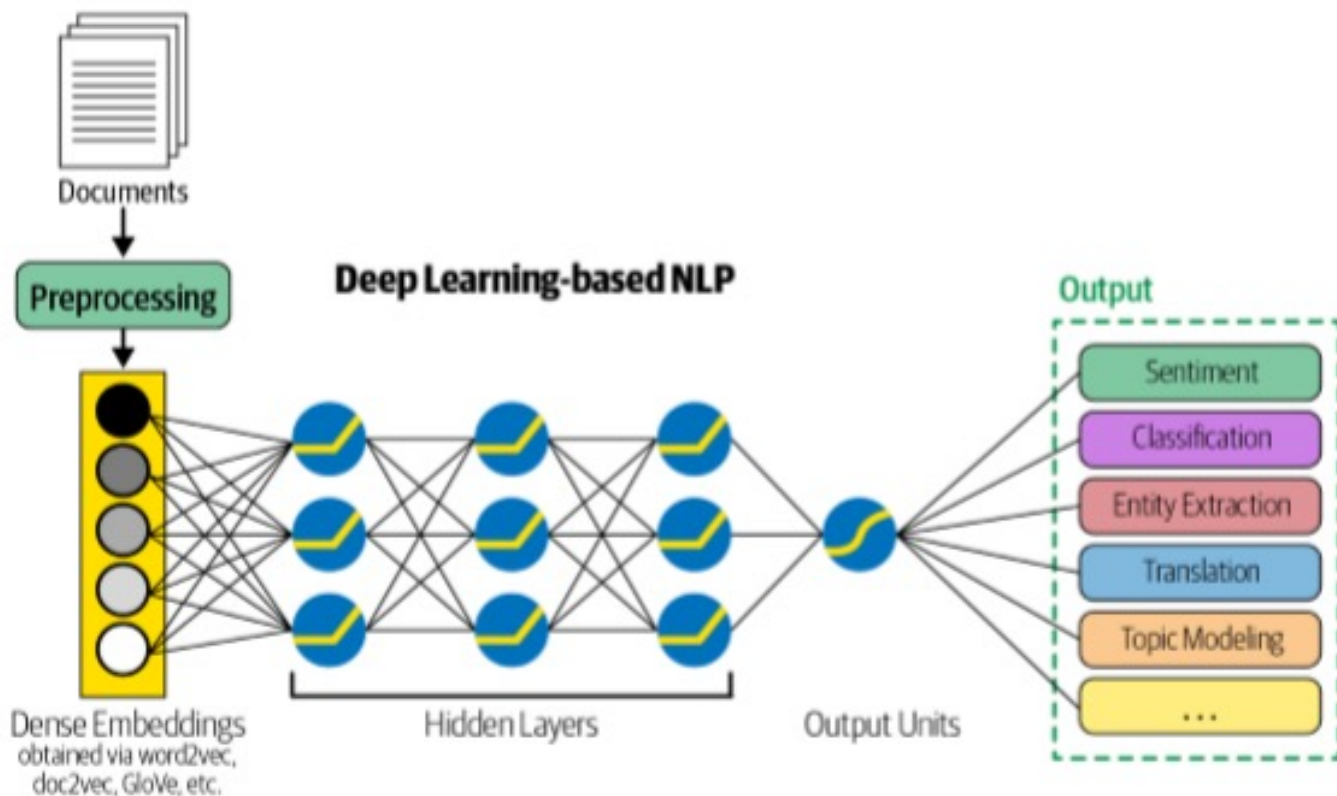 Documents
Preprocessing
Deep Learning-based NLP
Dense Embeddings
obtained via word2vec,
doc2vec, GloVe, etc.
Hidden Layers
Output Units
Output
Sentiment
Classification
Entity Extraction
Translation
Topic Modeling
...